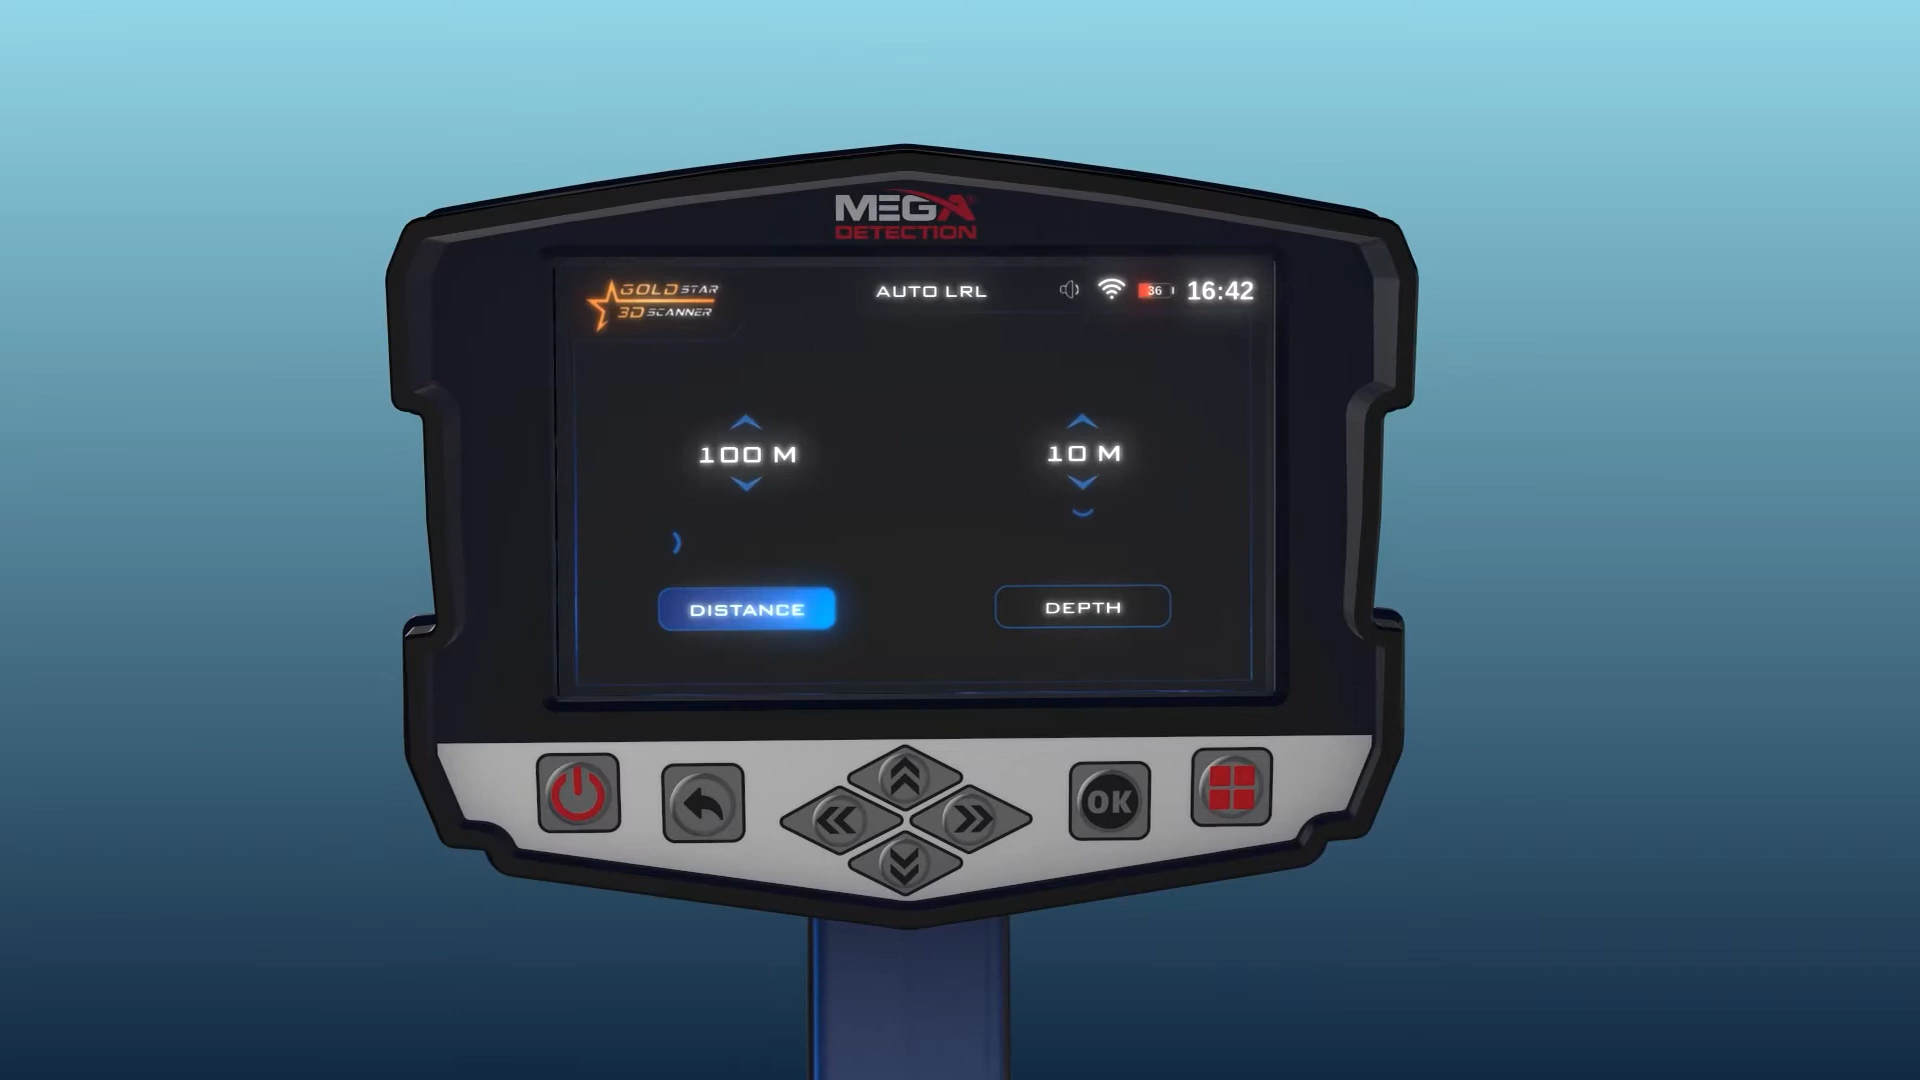 MEGA
DETECTION
GOLD STAR
3D SCANNER
AUTO LRL
36
16:42
100 M
10 M
DISTANCE
DEPTH
OK